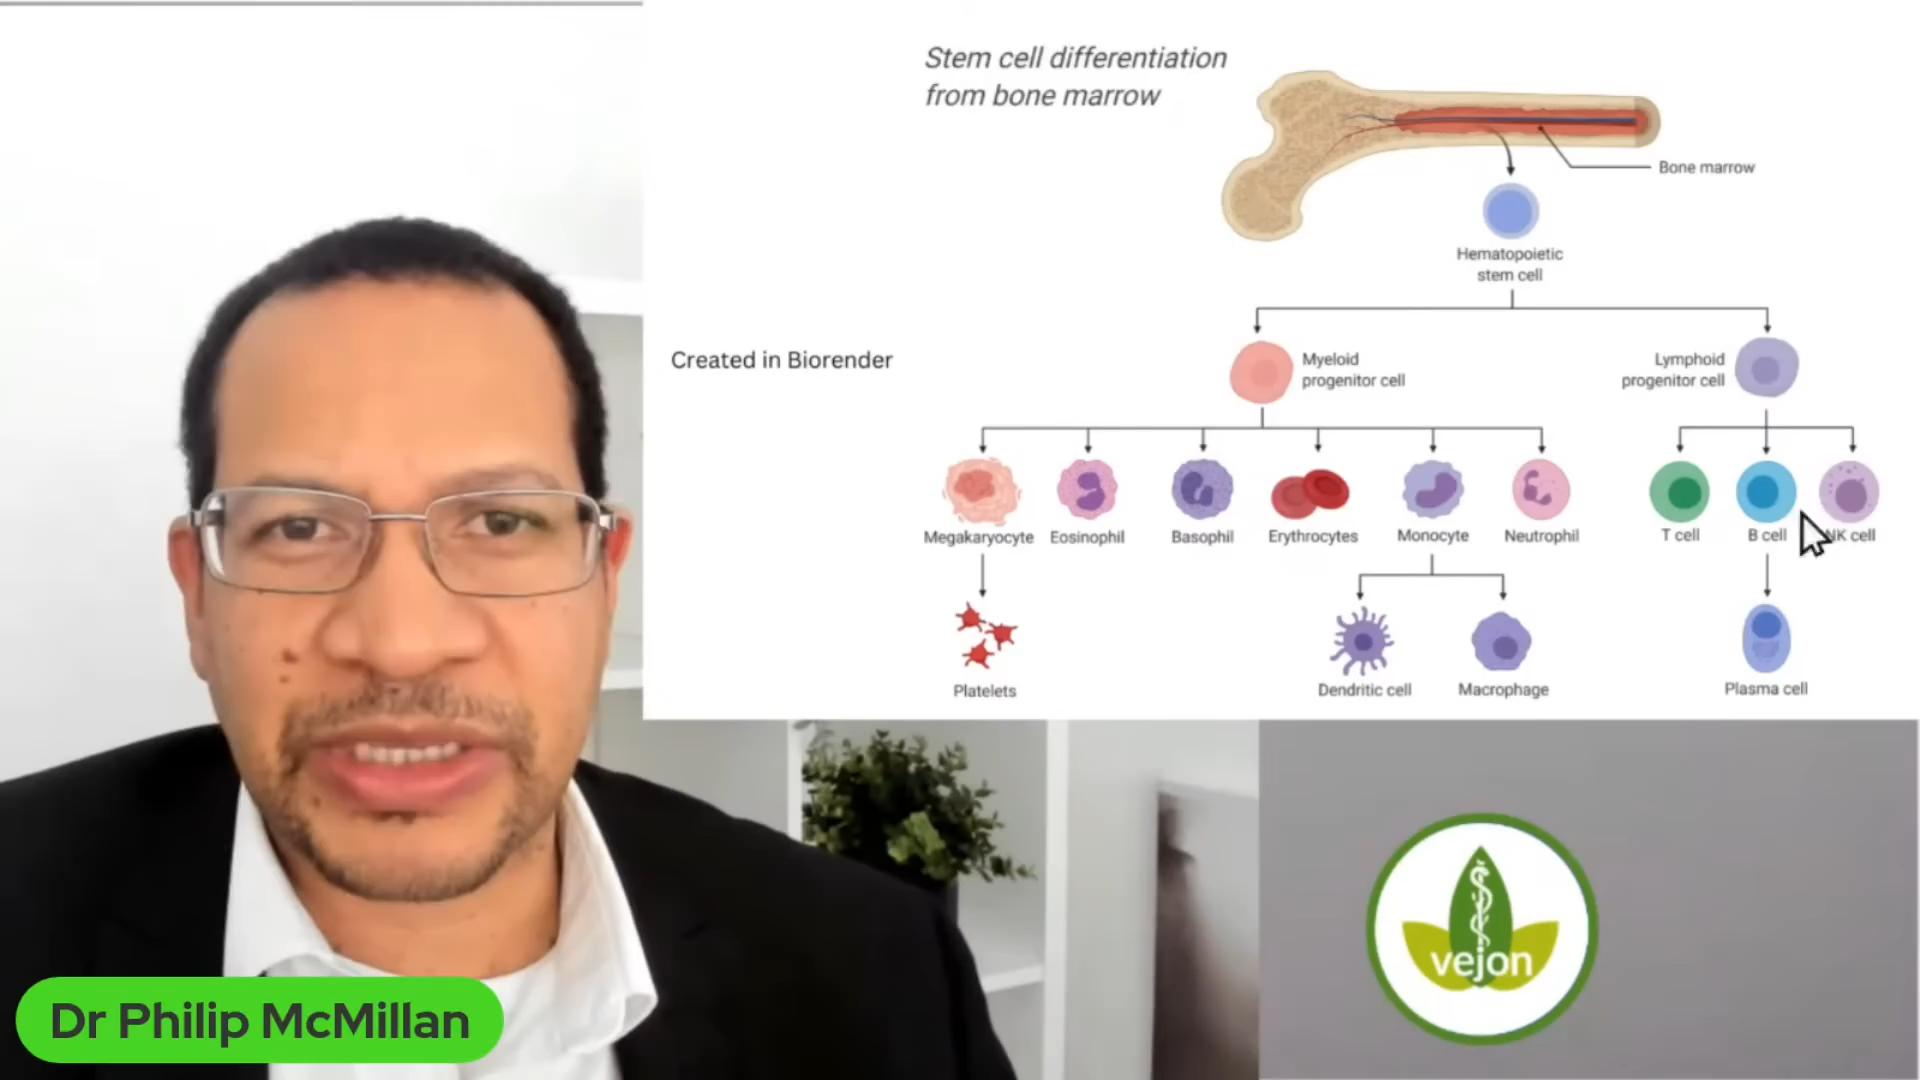 Stem cell differentiation
from bone marrow
Bone marrow
Hematopoietic
stem cell
Created in Biorender
Myeloid
progenitor cell
Lymphoid
progenitor cell
Megakaryocyte
Eosinophil
Basophil
Erythrocytes
Monocyte
Neutrophil
T cell
B cell
NK cell
Platelets
Dendritic cell
Macrophage
Plasma cell
vejon
Dr Philip McMillan